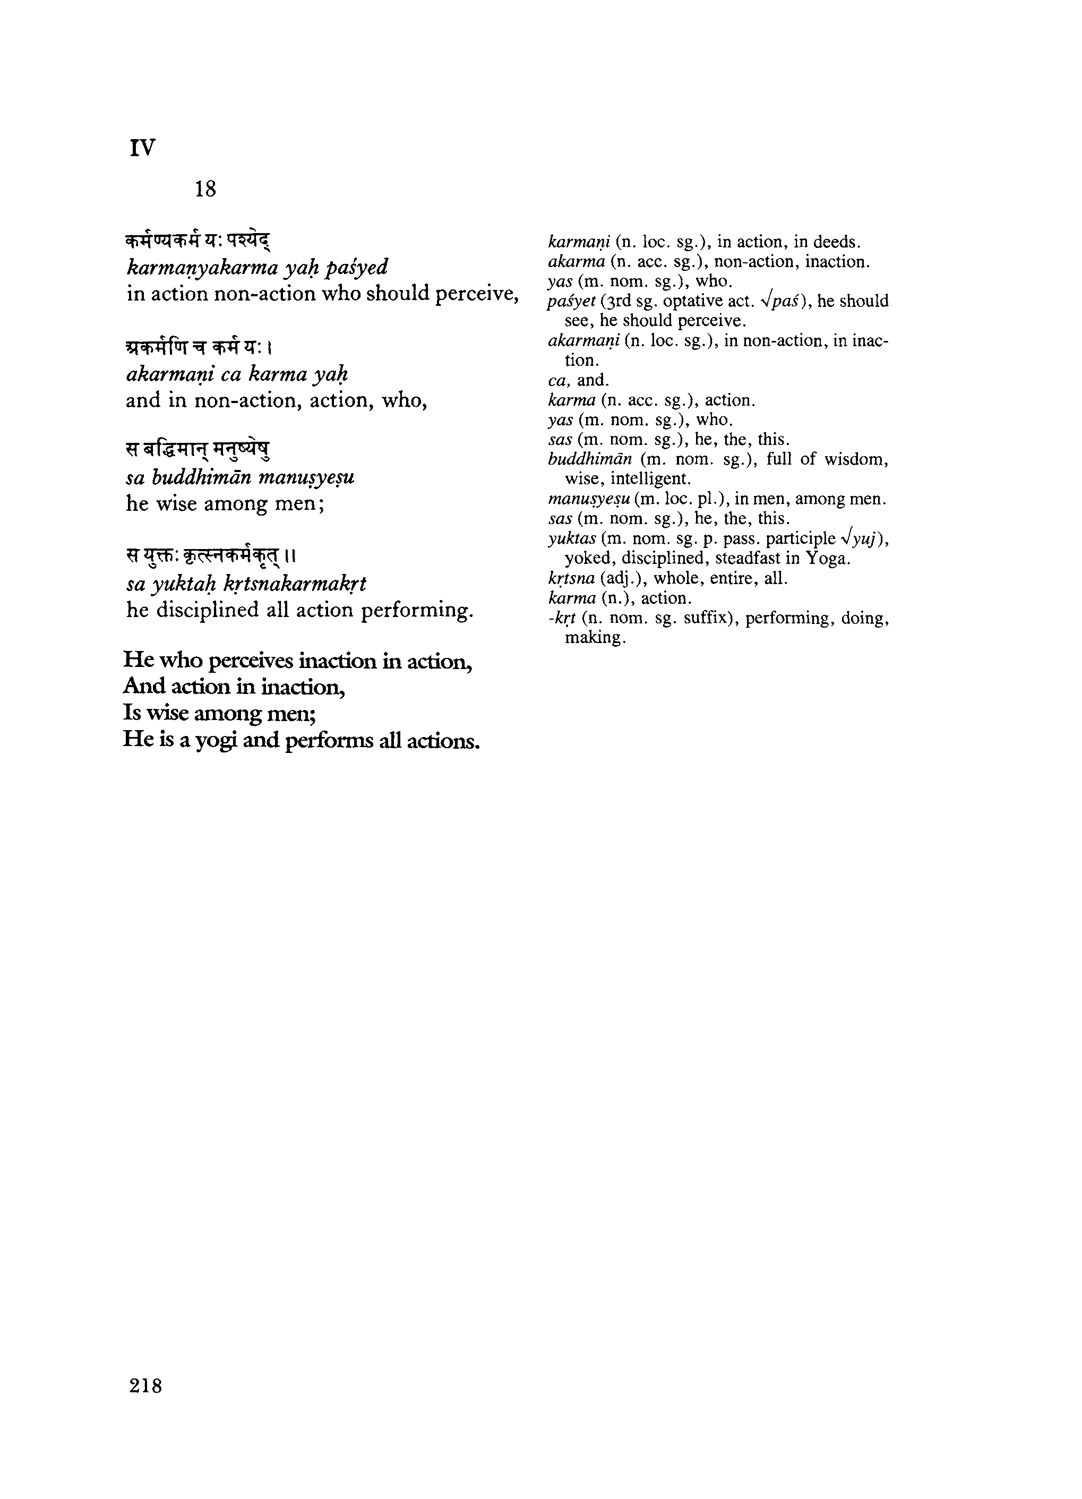 IV
18
कर्मण्यकर्म यः पश्येद्
karmaṇyakarma yaḥ paśyed
in action non-action who should perceive,
अकर्मणि च कर्म यः।
akarmaṇi ca karma yaḥ
and in non-action, action, who,
स बद्धिमान् मनुष्येषु
sa buddhimān manuṣyeṣu
he wise among men;
स युक्तः कृत्स्नकर्मकृत्॥
sa yuktaḥ kṛtsnakarmakṛt
he disciplined all action performing.
He who perceives inaction in action,
And action in inaction,
Is wise among men;
He is a yogi and performs all actions.
karmaṇi (n. loc. sg.), in action, in deeds.
akarma (n. acc. sg.), non-action, inaction.
yas (m. nom. sg.), who.
paśyet (3rd sg. optative act. √paś), he should
see, he should perceive.
akarmaṇi (n. loc. sg.), in non-action, in inac-
tion.
ca, and.
karma (n. acc. sg.), action.
yas (m. nom. sg.), who.
sas (m. nom. sg.), he, the, this.
buddhimān (m. nom. sg.), full of wisdom,
wise, intelligent.
manuṣyeṣu (m. loc. pl.), in men, among men.
sas (m. nom. sg.), he, the, this.
yuktas (m. nom. sg. p. pass. participle √yuj),
yoked, disciplined, steadfast in Yoga.
kṛtsna (adj.), whole, entire, all.
karma (n.), action.
-kṛt (n. nom. sg. suffix), performing, doing,
making.
218